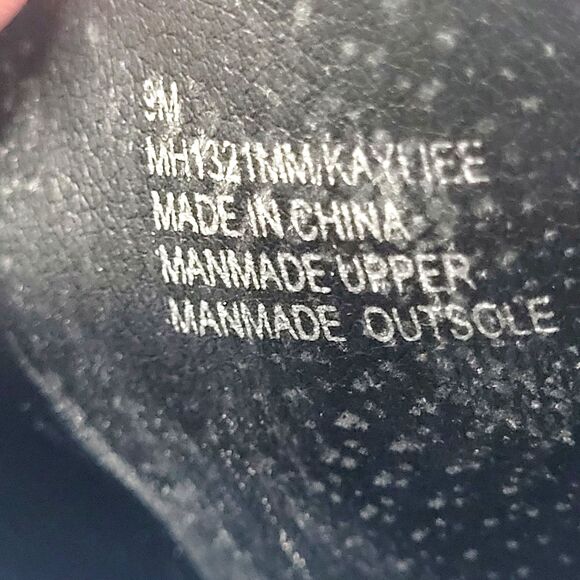 9M
MH1321MM/KAYLIEE
MADE IN CHINA
MANMADE UPPER
MANMADE OUTSOLE